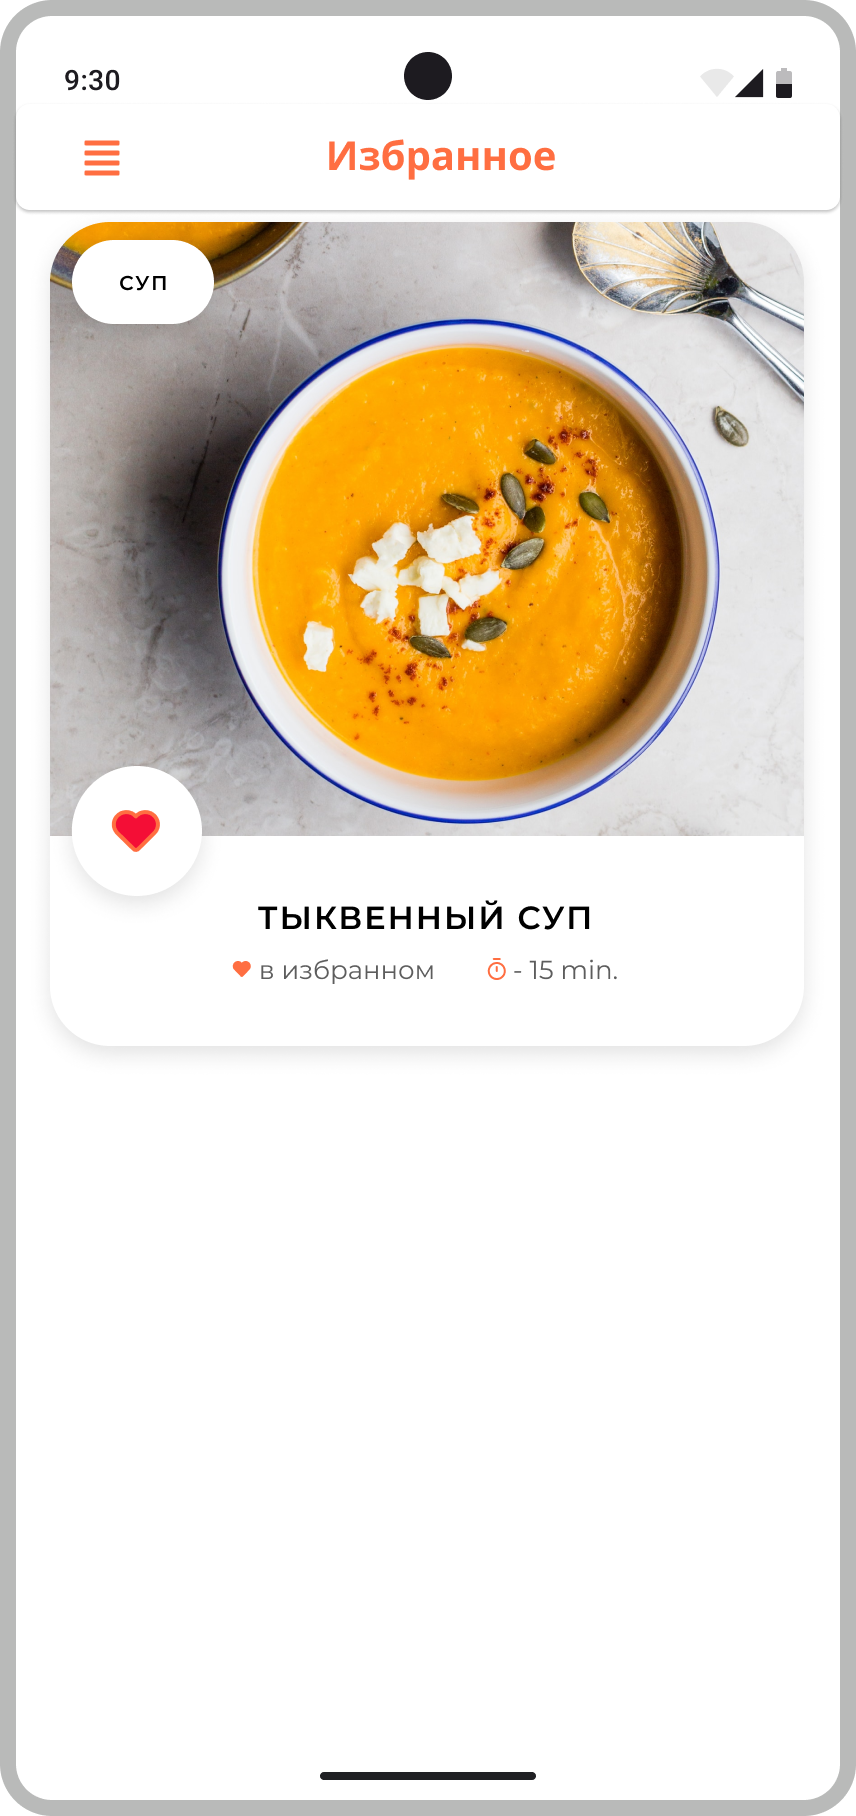 9:30
Избранное
СУП
ТЫКВЕННЫЙ СУП
в избранном - 15 min.